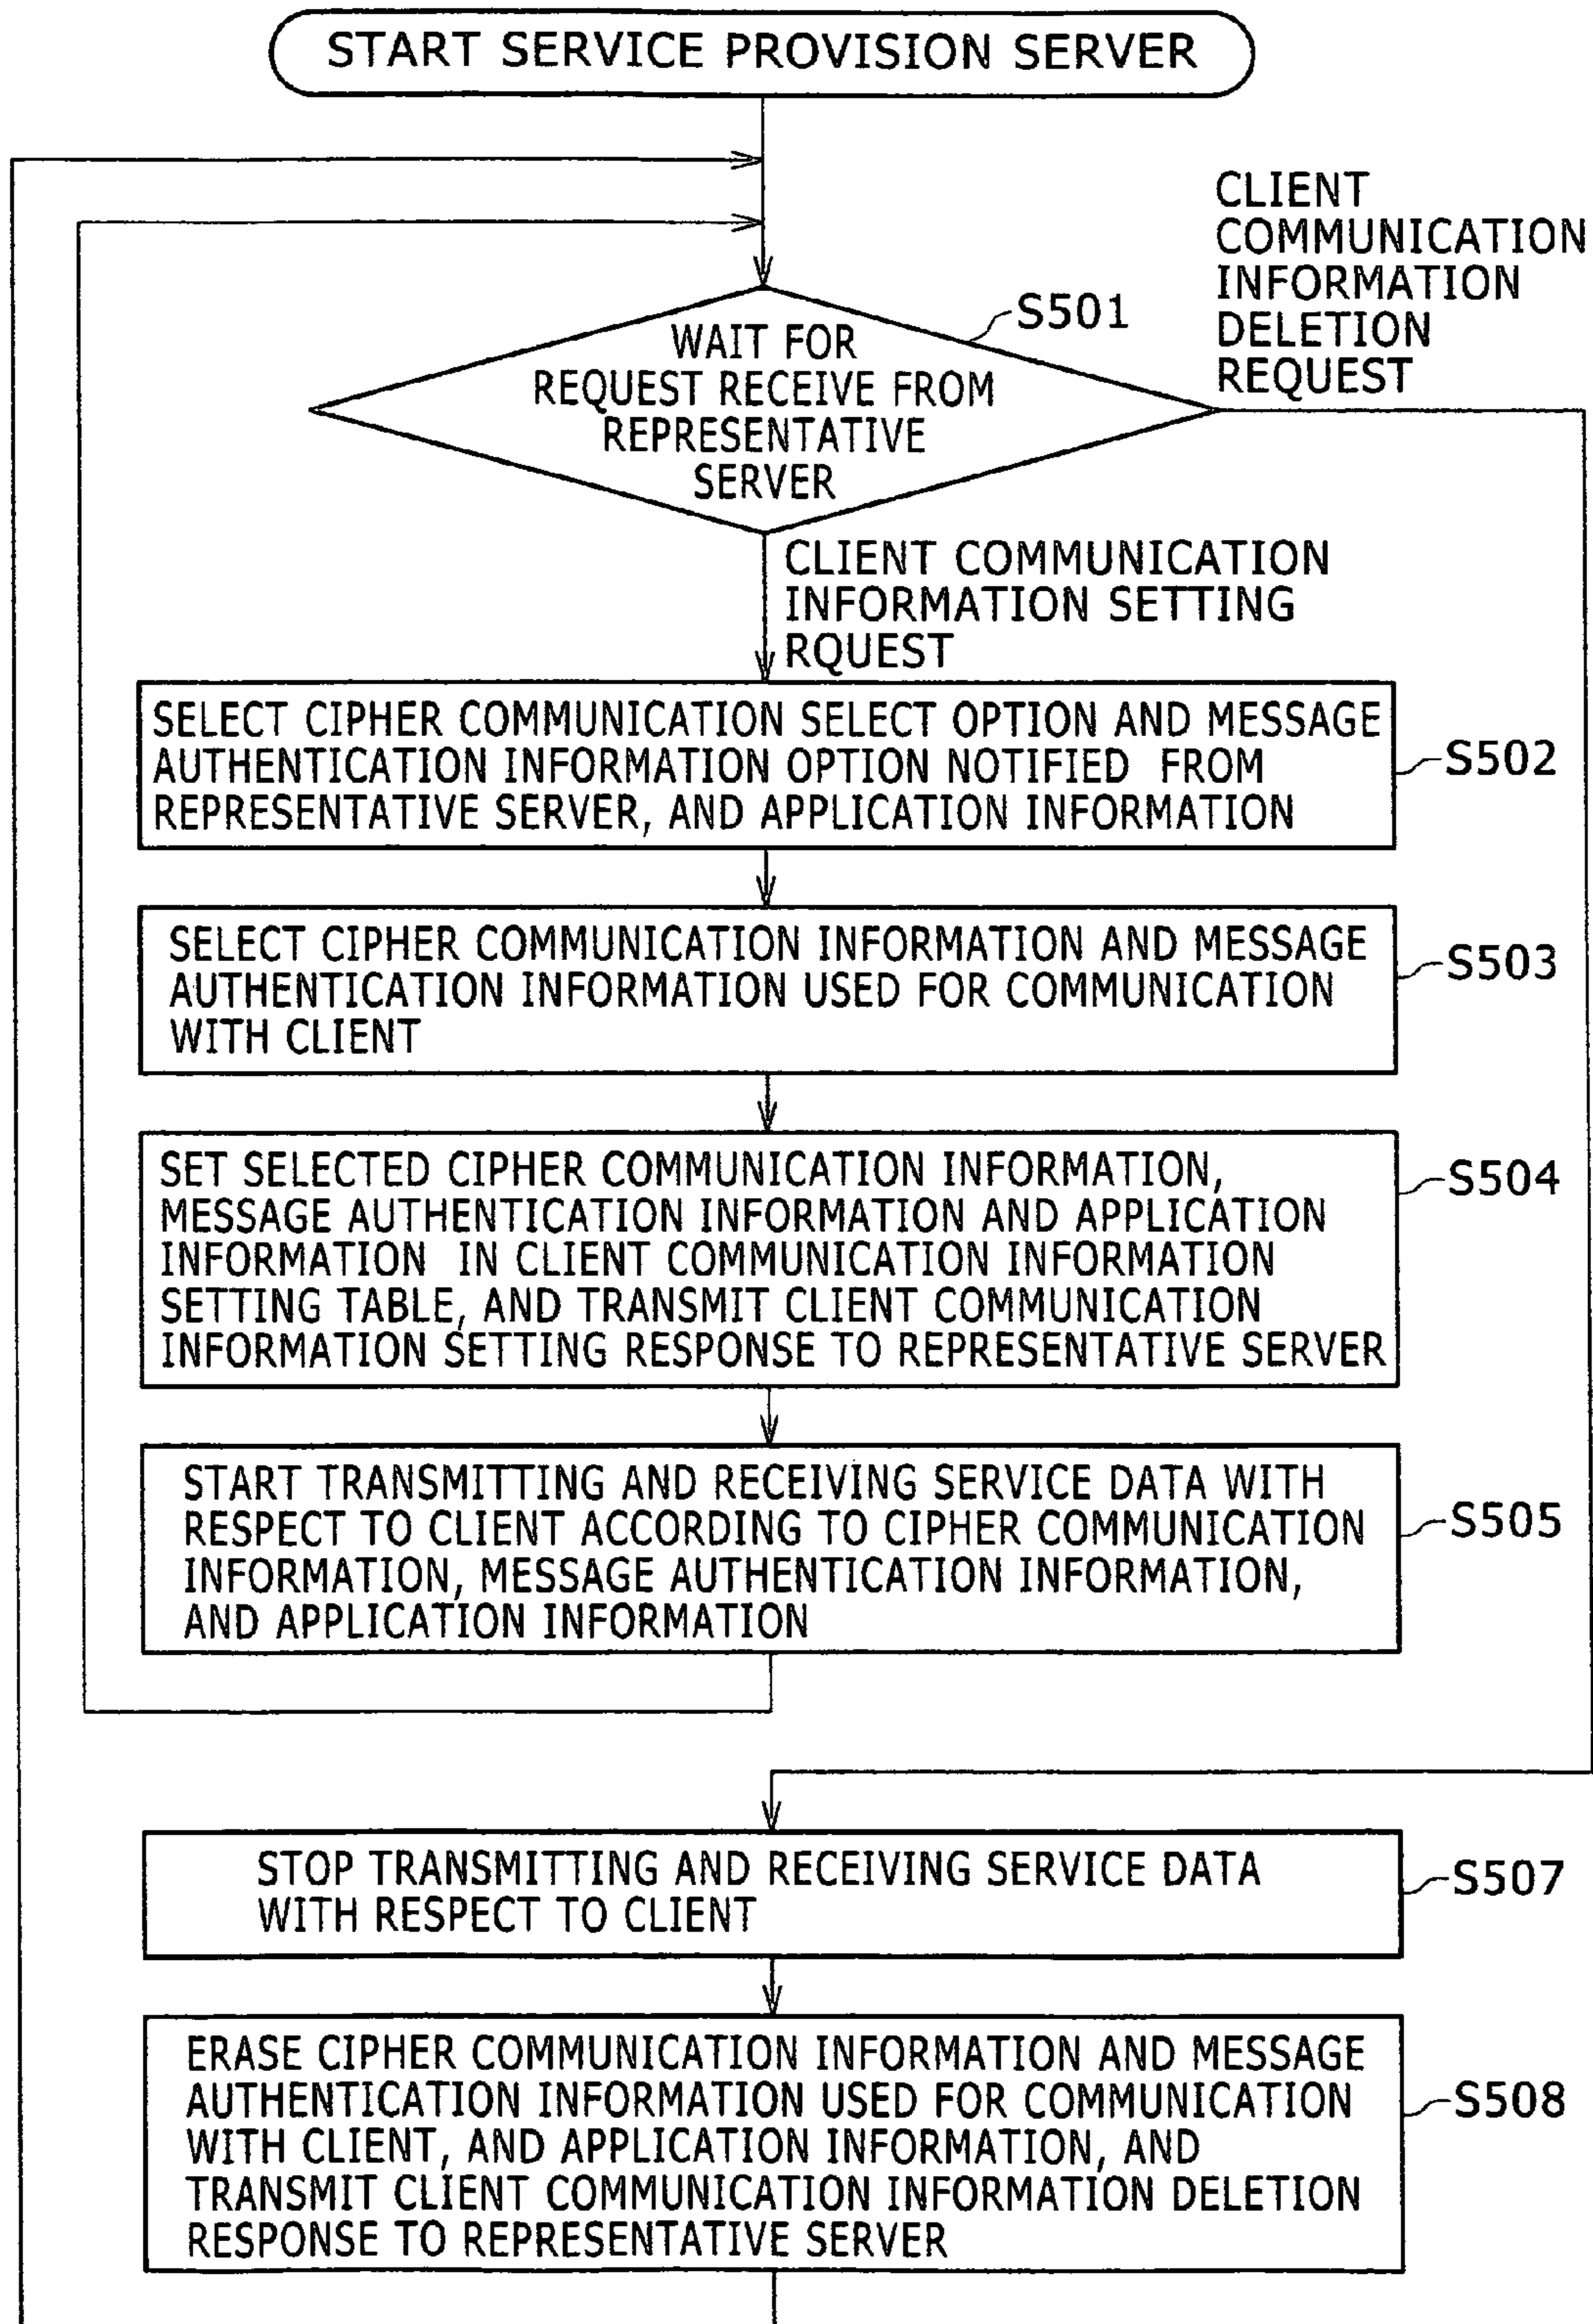 START SERVICE PROVISION SERVER
CLIENT
COMMUNICATION
INFORMATION
DELETION
REQUEST
S501
WAIT FOR
REQUEST RECEIVE FROM
REPRESENTATIVE
SERVER
CLIENT COMMUNICATION
INFORMATION SETTING
RQUEST
SELECT CIPHER COMMUNICATION SELECT OPTION AND MESSAGE
AUTHENTICATION INFORMATION OPTION NOTIFIED FROM
REPRESENTATIVE SERVER, AND APPLICATION INFORMATION
S502
SELECT CIPHER COMMUNICATION INFORMATION AND MESSAGE
AUTHENTICATION INFORMATION USED FOR COMMUNICATION
WITH CLIENT
S503
SET SELECTED CIPHER COMMUNICATION INFORMATION,
MESSAGE AUTHENTICATION INFORMATION AND APPLICATION
INFORMATION IN CLIENT COMMUNICATION INFORMATION
SETTING TABLE, AND TRANSMIT CLIENT COMMUNICATION
INFORMATION SETTING RESPONSE TO REPRESENTATIVE SERVER
S504
START TRANSMITTING AND RECEIVING SERVICE DATA WITH
RESPECT TO CLIENT ACCORDING TO CIPHER COMMUNICATION
INFORMATION, MESSAGE AUTHENTICATION INFORMATION,
AND APPLICATION INFORMATION
S505
STOP TRANSMITTING AND RECEIVING SERVICE DATA
WITH RESPECT TO CLIENT
S507
ERASE CIPHER COMMUNICATION INFORMATION AND MESSAGE
AUTHENTICATION INFORMATION USED FOR COMMUNICATION
WITH CLIENT, AND APPLICATION INFORMATION, AND
TRANSMIT CLIENT COMMUNICATION INFORMATION DELETION
RESPONSE TO REPRESENTATIVE SERVER
S508